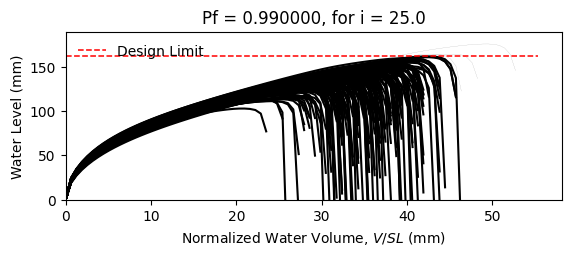 Pf = 0.990000, for i = 25.0
Design Limit
Water Level (mm)
150
100
50
0
0 10 20 30 40 50
Normalized Water Volume, V/SL (mm)